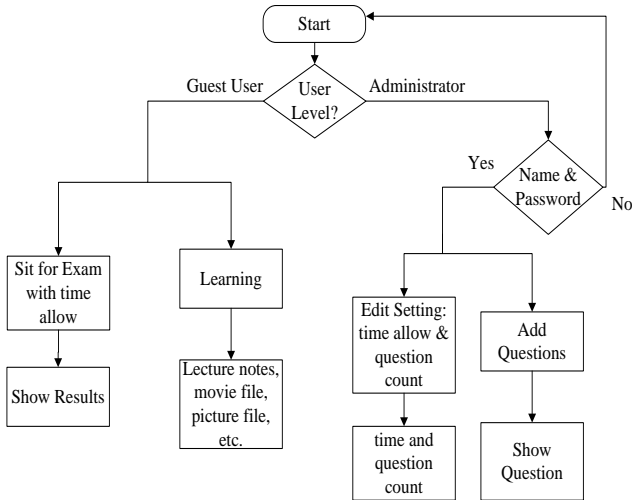 Start
Guest User
User
Level?
Administrator
Yes
Name &
Password
No
Sit for Exam
with time
allow
Learning
Edit Setting:
time allow &
question
count
Add
Questions
Show Results
Lecture notes,
movie file,
picture file,
etc.
time and
question
count
Show
Question